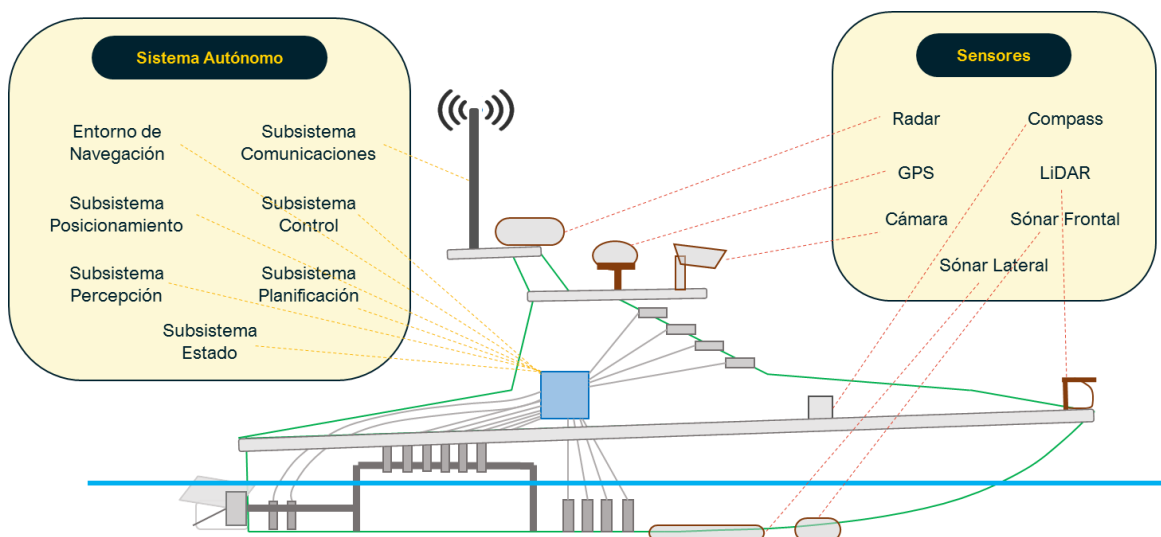 Sistema Autónomo
Entorno de
Navegación
Subsistema
Comunicaciones
Subsistema
Posicionamiento
Subsistema
Control
Subsistema
Percepción
Subsistema
Planificación
Subsistema
Estado
Sensores
Radar
Compass
GPS
LiDAR
Cámara
Sónar Frontal
Sónar Lateral